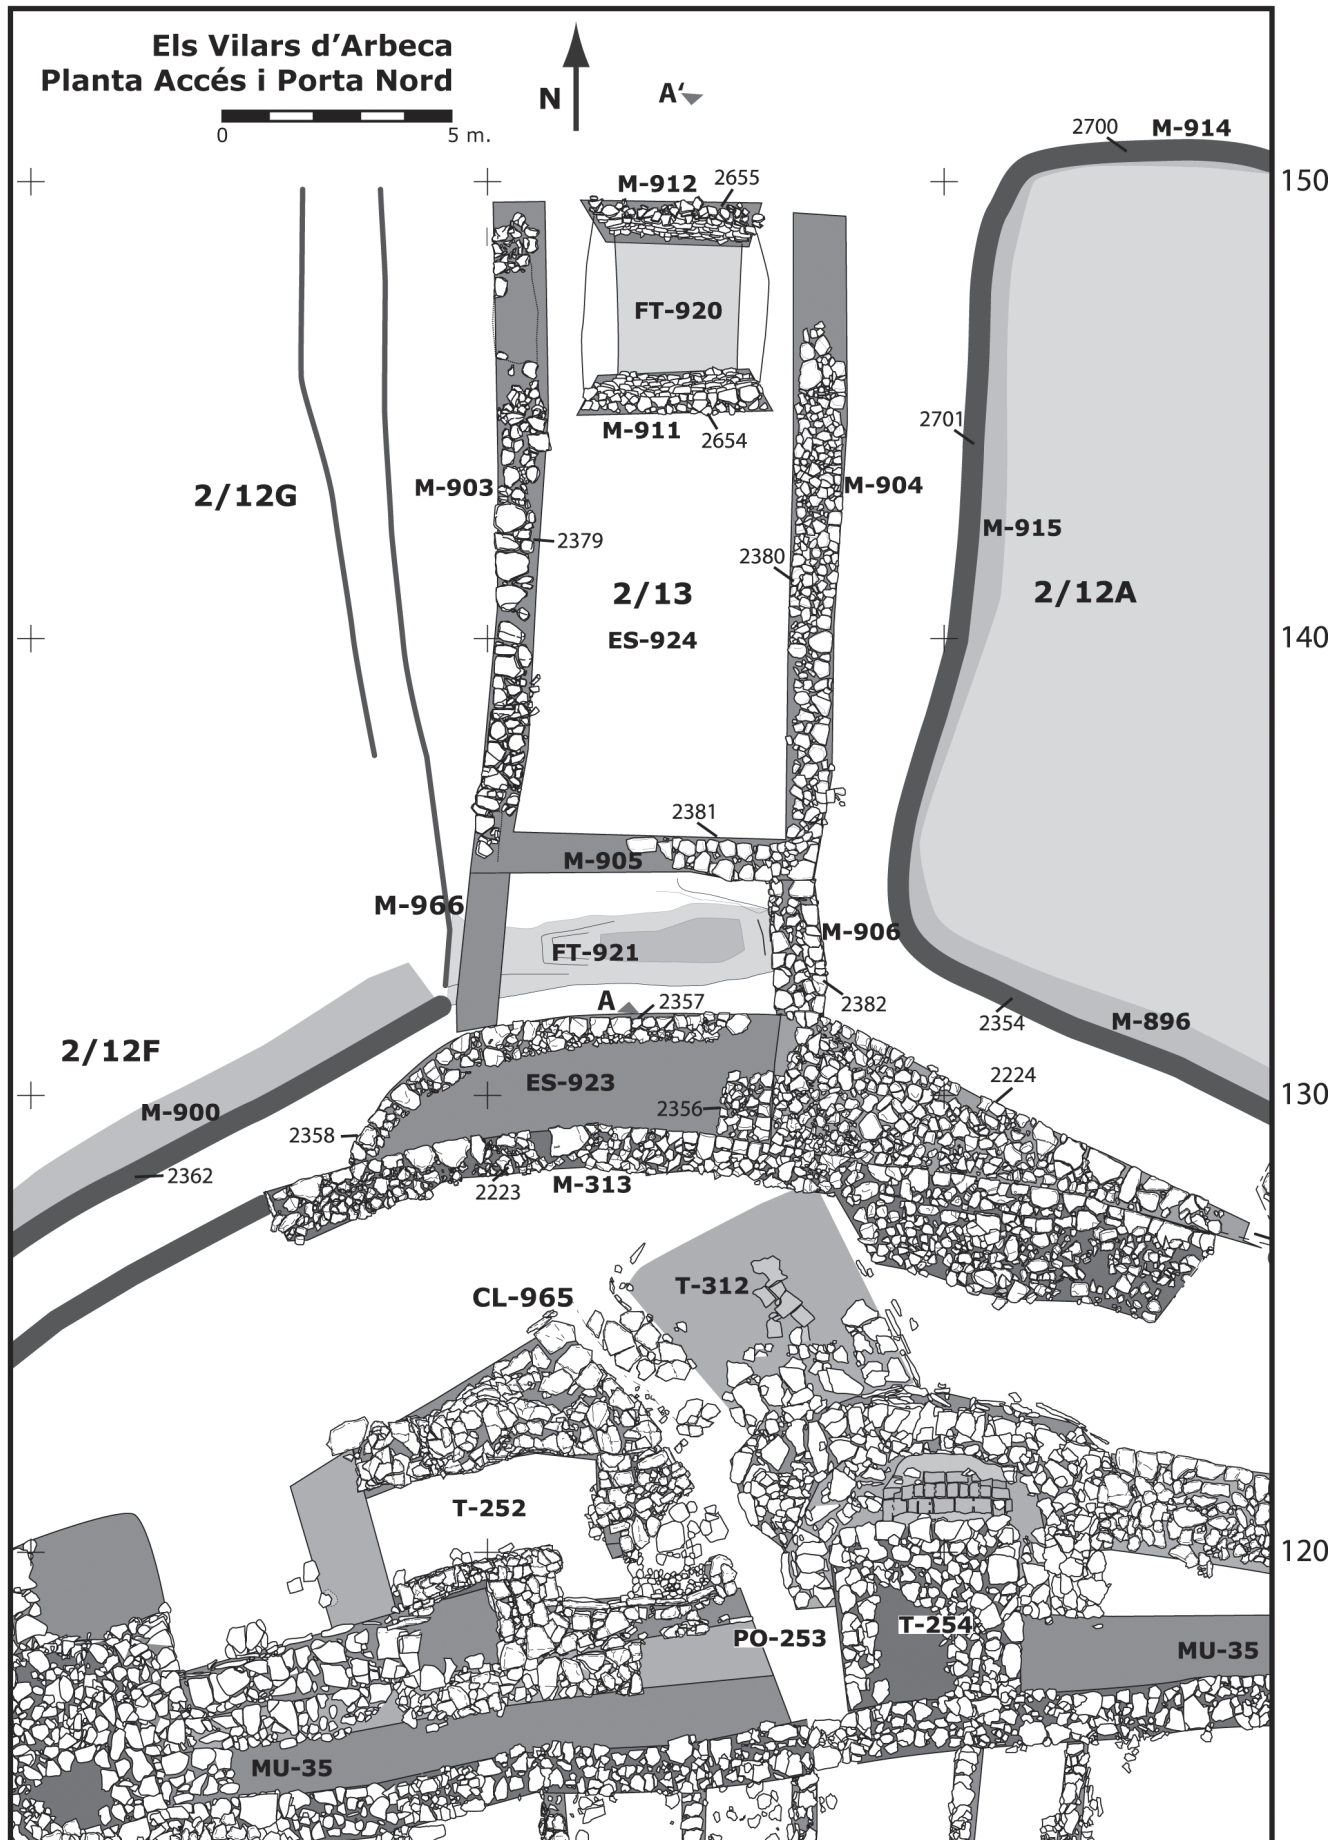 Els Vilars d’Arbeca
Planta Accés i Porta Nord
0 5 m.
N
A‘
2700
M-914
150
M-912
2655
FT-920
M-911
2654
2701
M-903
M-904
2/12G
M-915
2379
2380
2/13
2/12A
ES-924
140
2381
M-905
M-966
M-906
FT-921
2382
A
2357
2354
M-896
2/12F
ES-923
2224
130
M-900
2356
2358
2362
2223
M-313
T-312
CL-965
T-252
120
T-254
PO-253
MU-35
MU-35